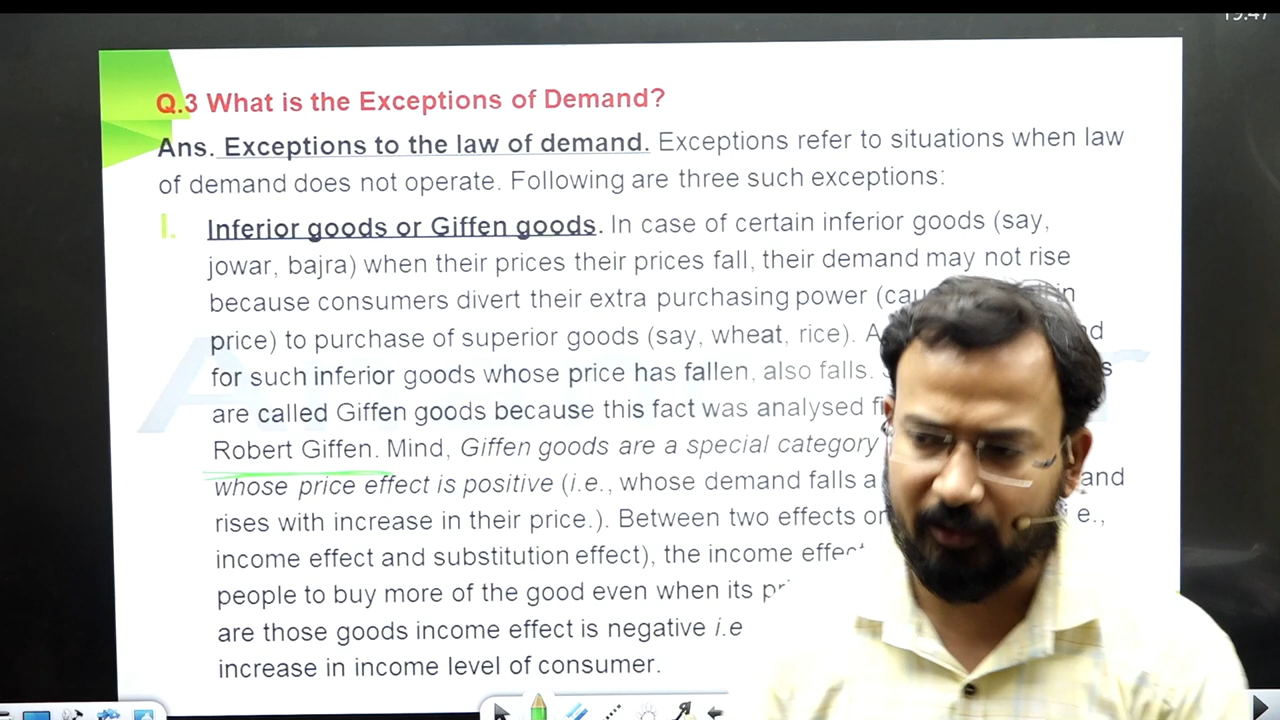 Q.3 What is the Exceptions of Demand?
Ans. Exceptions to the law of demand. Exceptions refer to situations when law
of demand does not operate. Following are three such exceptions:
I. Inferior goods or Giffen goods. In case of certain inferior goods (say,
jowar, bajra) when their prices their prices fall, their demand may not rise
because consumers divert their extra purchasing power
price) to purchase of superior goods (say, wheat, rice).
for such inferior goods whose price has fallen, also falls.
are called Giffen goods because this fact was analysed
Robert Giffen. Mind, Giffen goods are a special category
whose price effect is positive (i.e., whose demand falls
rises with increase in their price.). Between two effects
income effect and substitution effect), the income
people to buy more of the good even when its
are those goods income effect is negative i.e
increase in income level of consumer.